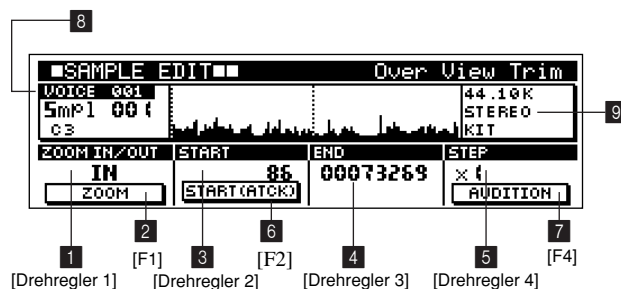 8
■SAMPLE EDIT■■ Over View Trim
VOICE 001
Smpl 001
C3
44.10K
STEREO
KIT
9
ZOOM IN/OUT START END STEP
IN 86 00073269 ×1
ZOOM START(ATCK) AUDITION
2 6 7
1 [F1] 3 [F2] 4 5 [F4]
[Drehregler 1] [Drehregler 2] [Drehregler 3] [Drehregler 4]